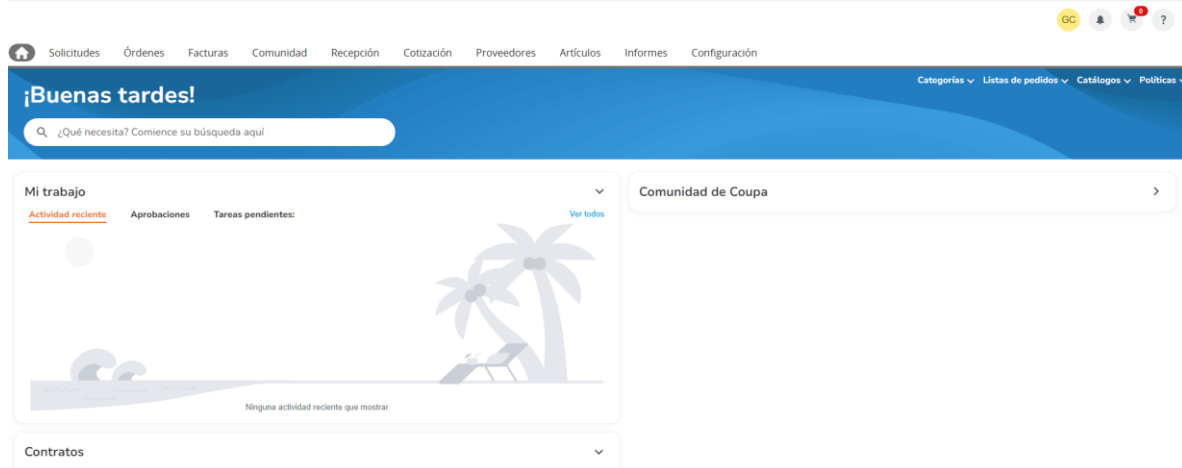 GC 0 ?
Solicitudes Órdenes Facturas Comunidad Recepción Cotización Proveedores Artículos Informes Configuración
Categorías Listas de pedidos Catálogos Políticas
¡Buenas tardes!
¿Qué necesita? Comience su búsqueda aquí
Mi trabajo
Actividad reciente Aprobaciones Tareas pendientes: Ver todos
Ninguna actividad reciente que mostrar
Contratos
Comunidad de Coupa